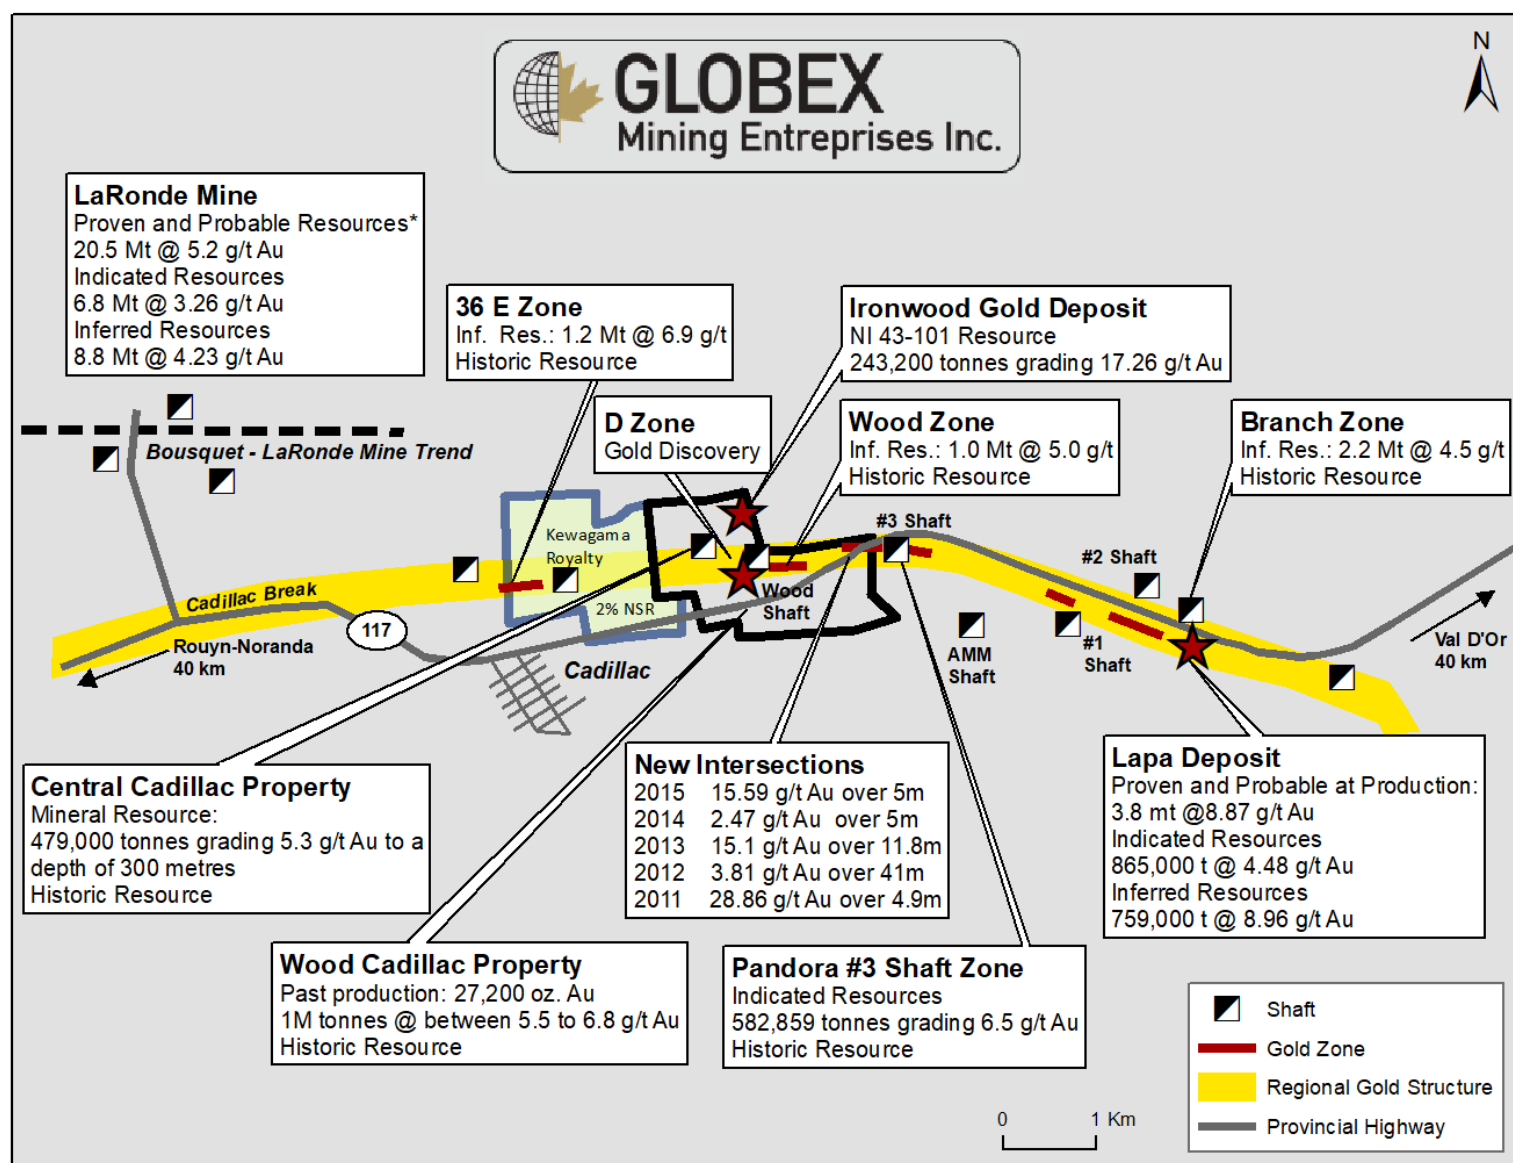 N
GLOBEX
Mining Entreprises Inc.
LaRonde Mine
Proven and Probable Resources*
20.5 Mt @ 5.2 g/t Au
Indicated Resources
6.8 Mt @ 3.26 g/t Au
Inferred Resources
8.8 Mt @ 4.23 g/t Au
36 E Zone
Inf. Res.: 1.2 Mt @ 6.9 g/t
Historic Resource
Ironwood Gold Deposit
NI 43-101 Resource
243,200 tonnes grading 17.26 g/t Au
D Zone
Gold Discovery
Wood Zone
Inf. Res.: 1.0 Mt @ 5.0 g/t
Historic Resource
Branch Zone
Inf. Res.: 2.2 Mt @ 4.5 g/t
Historic Resource
Bousquet - LaRonde Mine Trend
Kewagama
Royalty
2% NSR
#3 Shaft
#2 Shaft
Wood
Shaft
Cadillac Break
117
Rouyn-Noranda
40 km
Cadillac
AMM
Shaft
#1
Shaft
Val D'Or
40 km
Central Cadillac Property
Mineral Resource:
479,000 tonnes grading 5.3 g/t Au to a
depth of 300 metres
Historic Resource
New Intersections
2015 15.59 g/t Au over 5m
2014 2.47 g/t Au over 5m
2013 15.1 g/t Au over 11.8m
2012 3.81 g/t Au over 41m
2011 28.86 g/t Au over 4.9m
Lapa Deposit
Proven and Probable at Production:
3.8 mt @8.87 g/t Au
Indicated Resources
865,000 t @ 4.48 g/t Au
Inferred Resources
759,000 t @ 8.96 g/t Au
Wood Cadillac Property
Past production: 27,200 oz. Au
1M tonnes @ between 5.5 to 6.8 g/t Au
Historic Resource
Pandora #3 Shaft Zone
Indicated Resources
582,859 tonnes grading 6.5 g/t Au
Historic Resource
Shaft
Gold Zone
Regional Gold Structure
Provincial Highway
0 1 Km